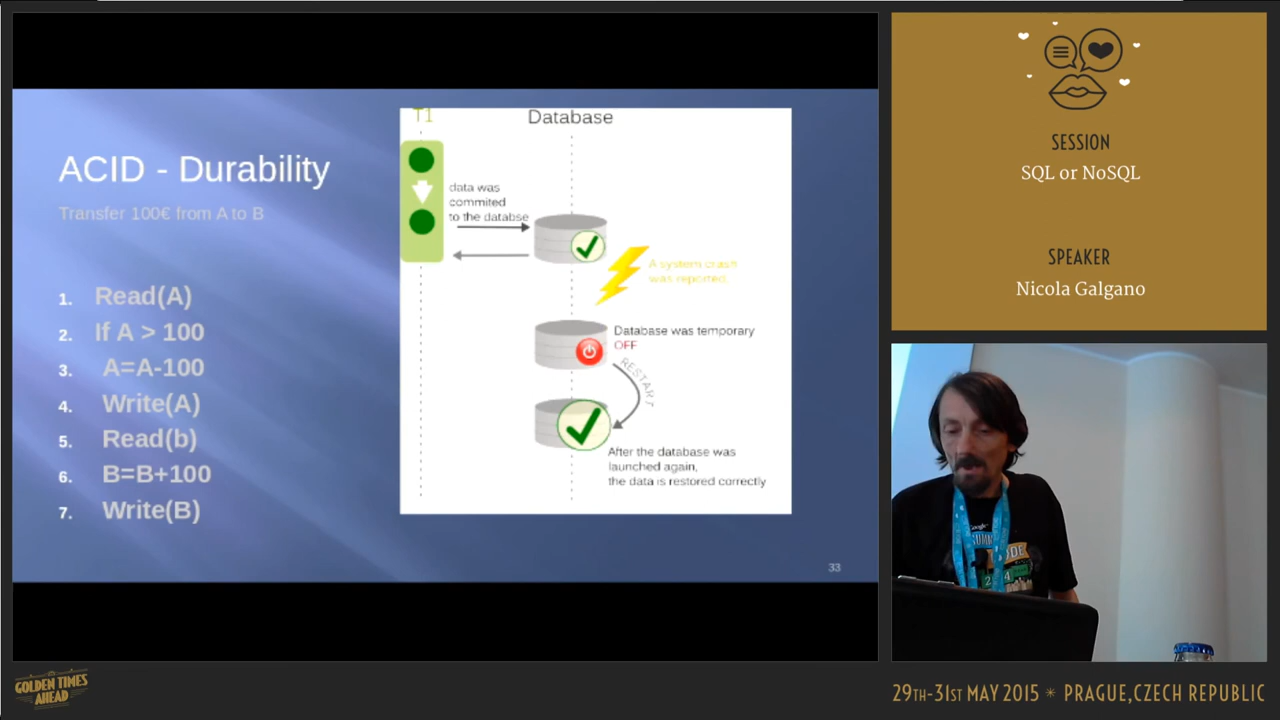 ACID - Durability
Transfer 100€ from A to B
1. Read(A)
2. If A > 100
3. A=A-100
4. Write(A)
5. Read(b)
6. B=B+100
7. Write(B)
T1
Database
data was
commited
to the databse
A system crash
was reported
Database was temporary
OFF
RESTART
After the database was
launched again,
the data is restored correctly
33
SESSION
SQL or NoSQL
SPEAKER
Nicola Galgano
Google
GOLDEN TIMES
AHEAD
29TH-31ST MAY 2015 * PRAGUE,CZECH REPUBLIC